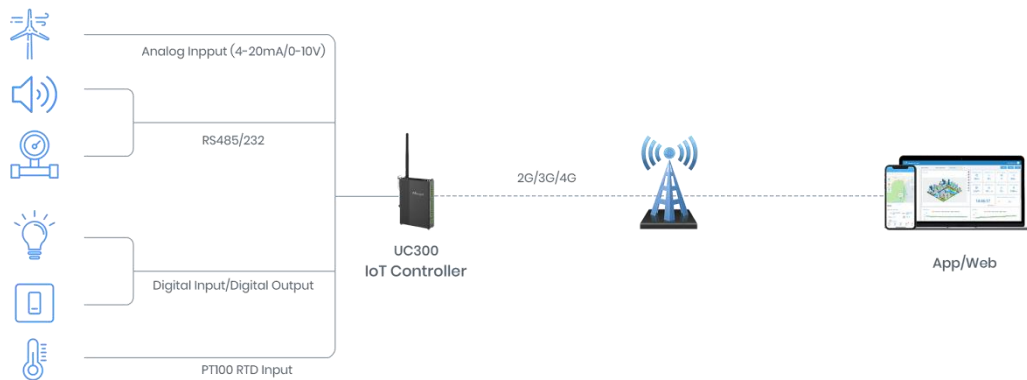 Analog Inpput (4-20mA/0-10V)
RS485/232
2G/3G/4G
UC300
IoT Controller
App/Web
Digital Input/Digital Output
PT100 RTD Input